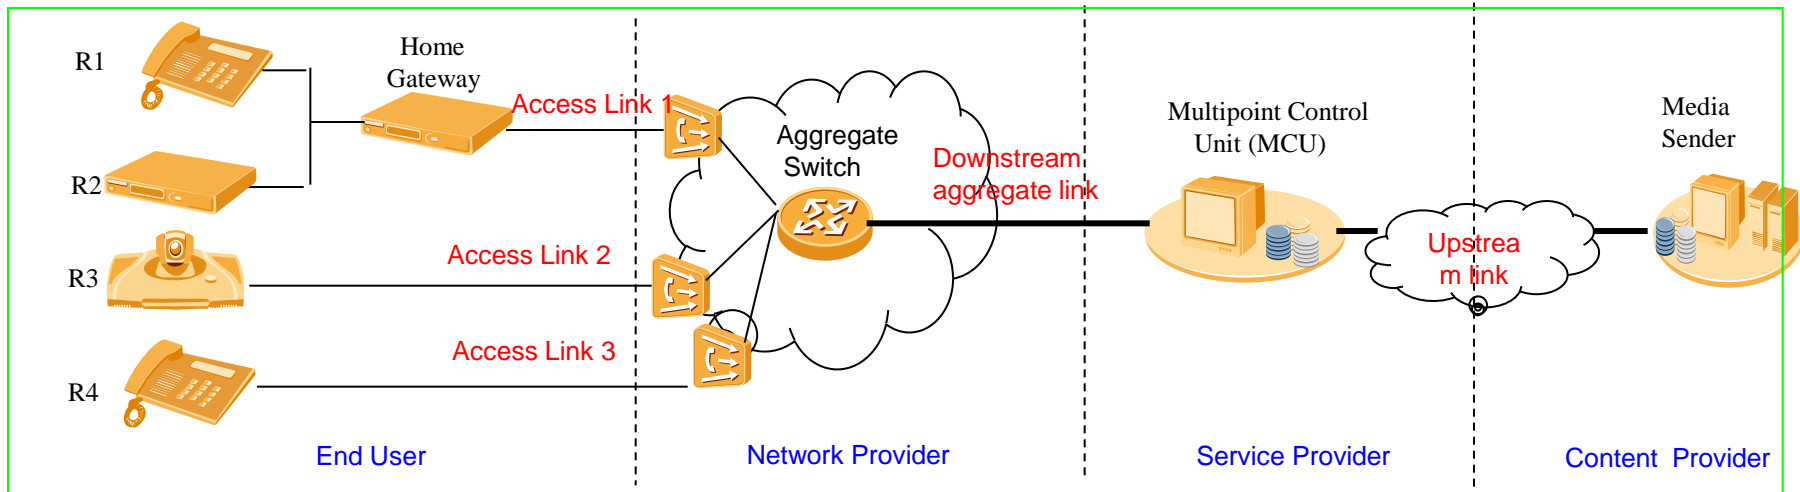 R1
Home
Gateway
Access Link 1
R2
Aggregate
Switch
Downstream
aggregate link
Multipoint Control
Unit (MCU)
Media
Sender
Upstrea
m link
R3
Access Link 2
R4
Access Link 3
End User
Network Provider
Service Provider
Content Provider